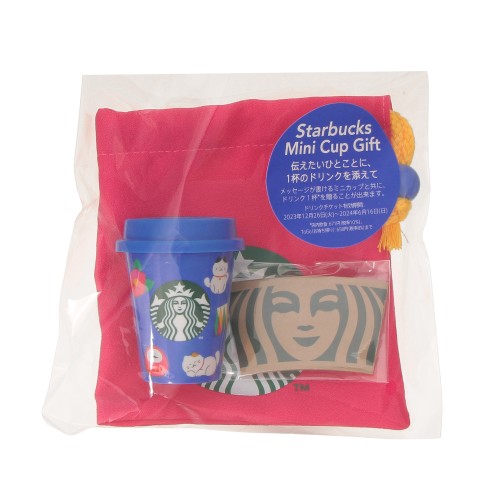 Starbucks
Mini Cup Gift
伝えたいひとことに、
1杯のドリンクを添えて
メッセージが書けるミニカップと共に、
ドリンク1杯*を贈ることが出来ます。
ドリンクチケット有効期間
2023年12月26日(火)~2024年6月16日(日)
TM